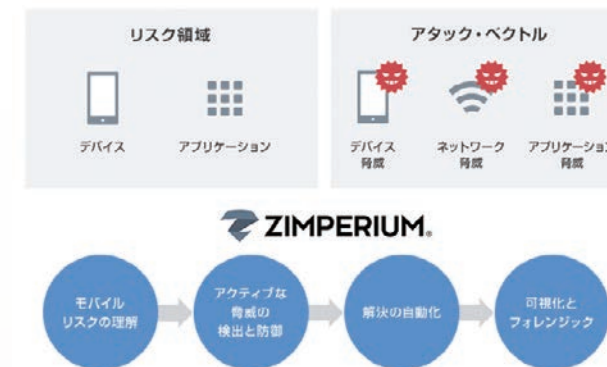 リスク領域
アタック・ベクトル
デバイス
アプリケーション
デバイス
脅威
ネットワーク
脅威
アプリケーション
脅威
ZIMPERIUM®
モバイル
リスクの理解
アクティブな
脅威の
検出と防御
解決の自動化
可視化と
フォレンジック